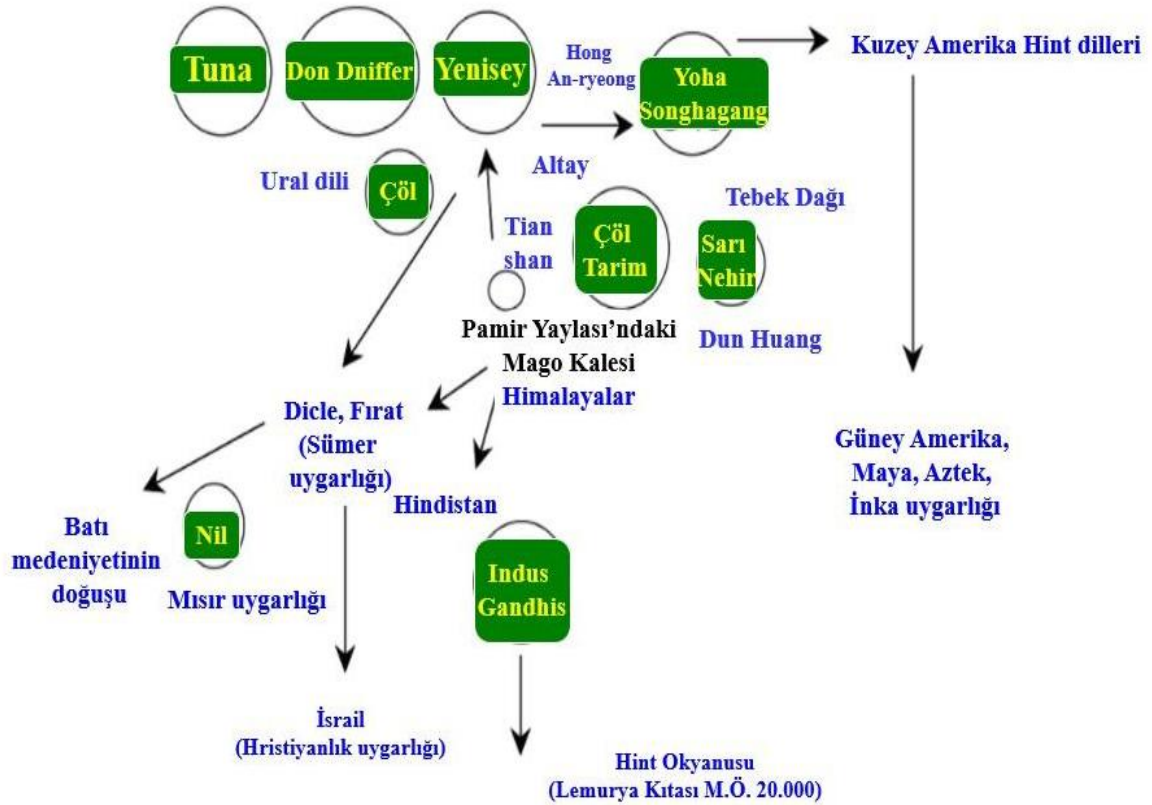 Tuna
Don Dniffer
Yenisey
Hong
An-ryeong
Yoha
Songhagang
Kuzey Amerika Hint dilleri
Ural dili
Çöl
Altay
Tian
shan
Çöl
Tarim
Tebek Dağı
Sarı
Nehir
Dun Huang
Pamir Yaylası’ndaki
Mago Kalesi
Himalayalar
Dicle, Fırat
(Sümer
uygarlığı)
Hindistan
Güney Amerika,
Maya, Aztek,
İnka uygarlığı
Batı
medeniyetinin
doğuşu
Nil
Mısır uygarlığı
Indus
Gandhis
İsrail
(Hristiyanlık uygarlığı)
Hint Okyanusu
(Lemurya Kıtası M.Ö. 20.000)